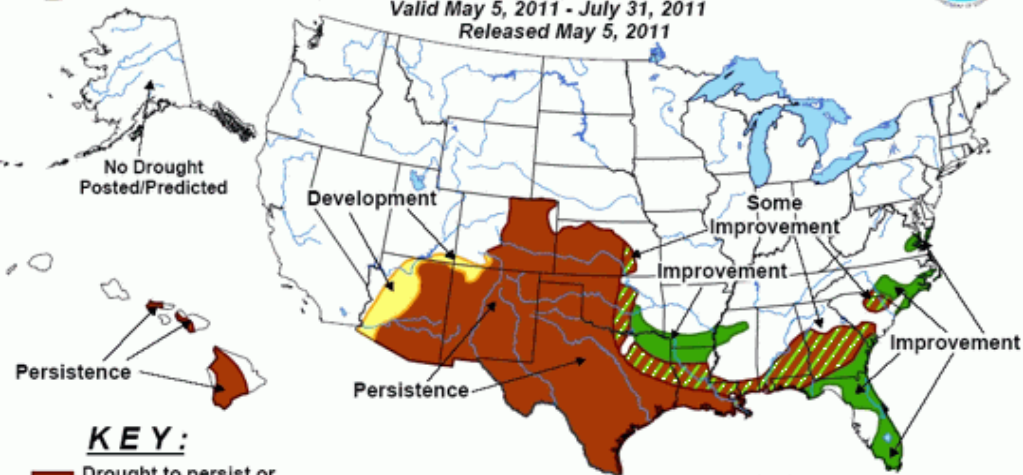 Valid May 5, 2011 - July 31, 2011
Released May 5, 2011
No Drought
Posted/Predicted
Development
Some
Improvement
Improvement
Improvement
Persistence
Persistence
KEY:
Drought to persist or